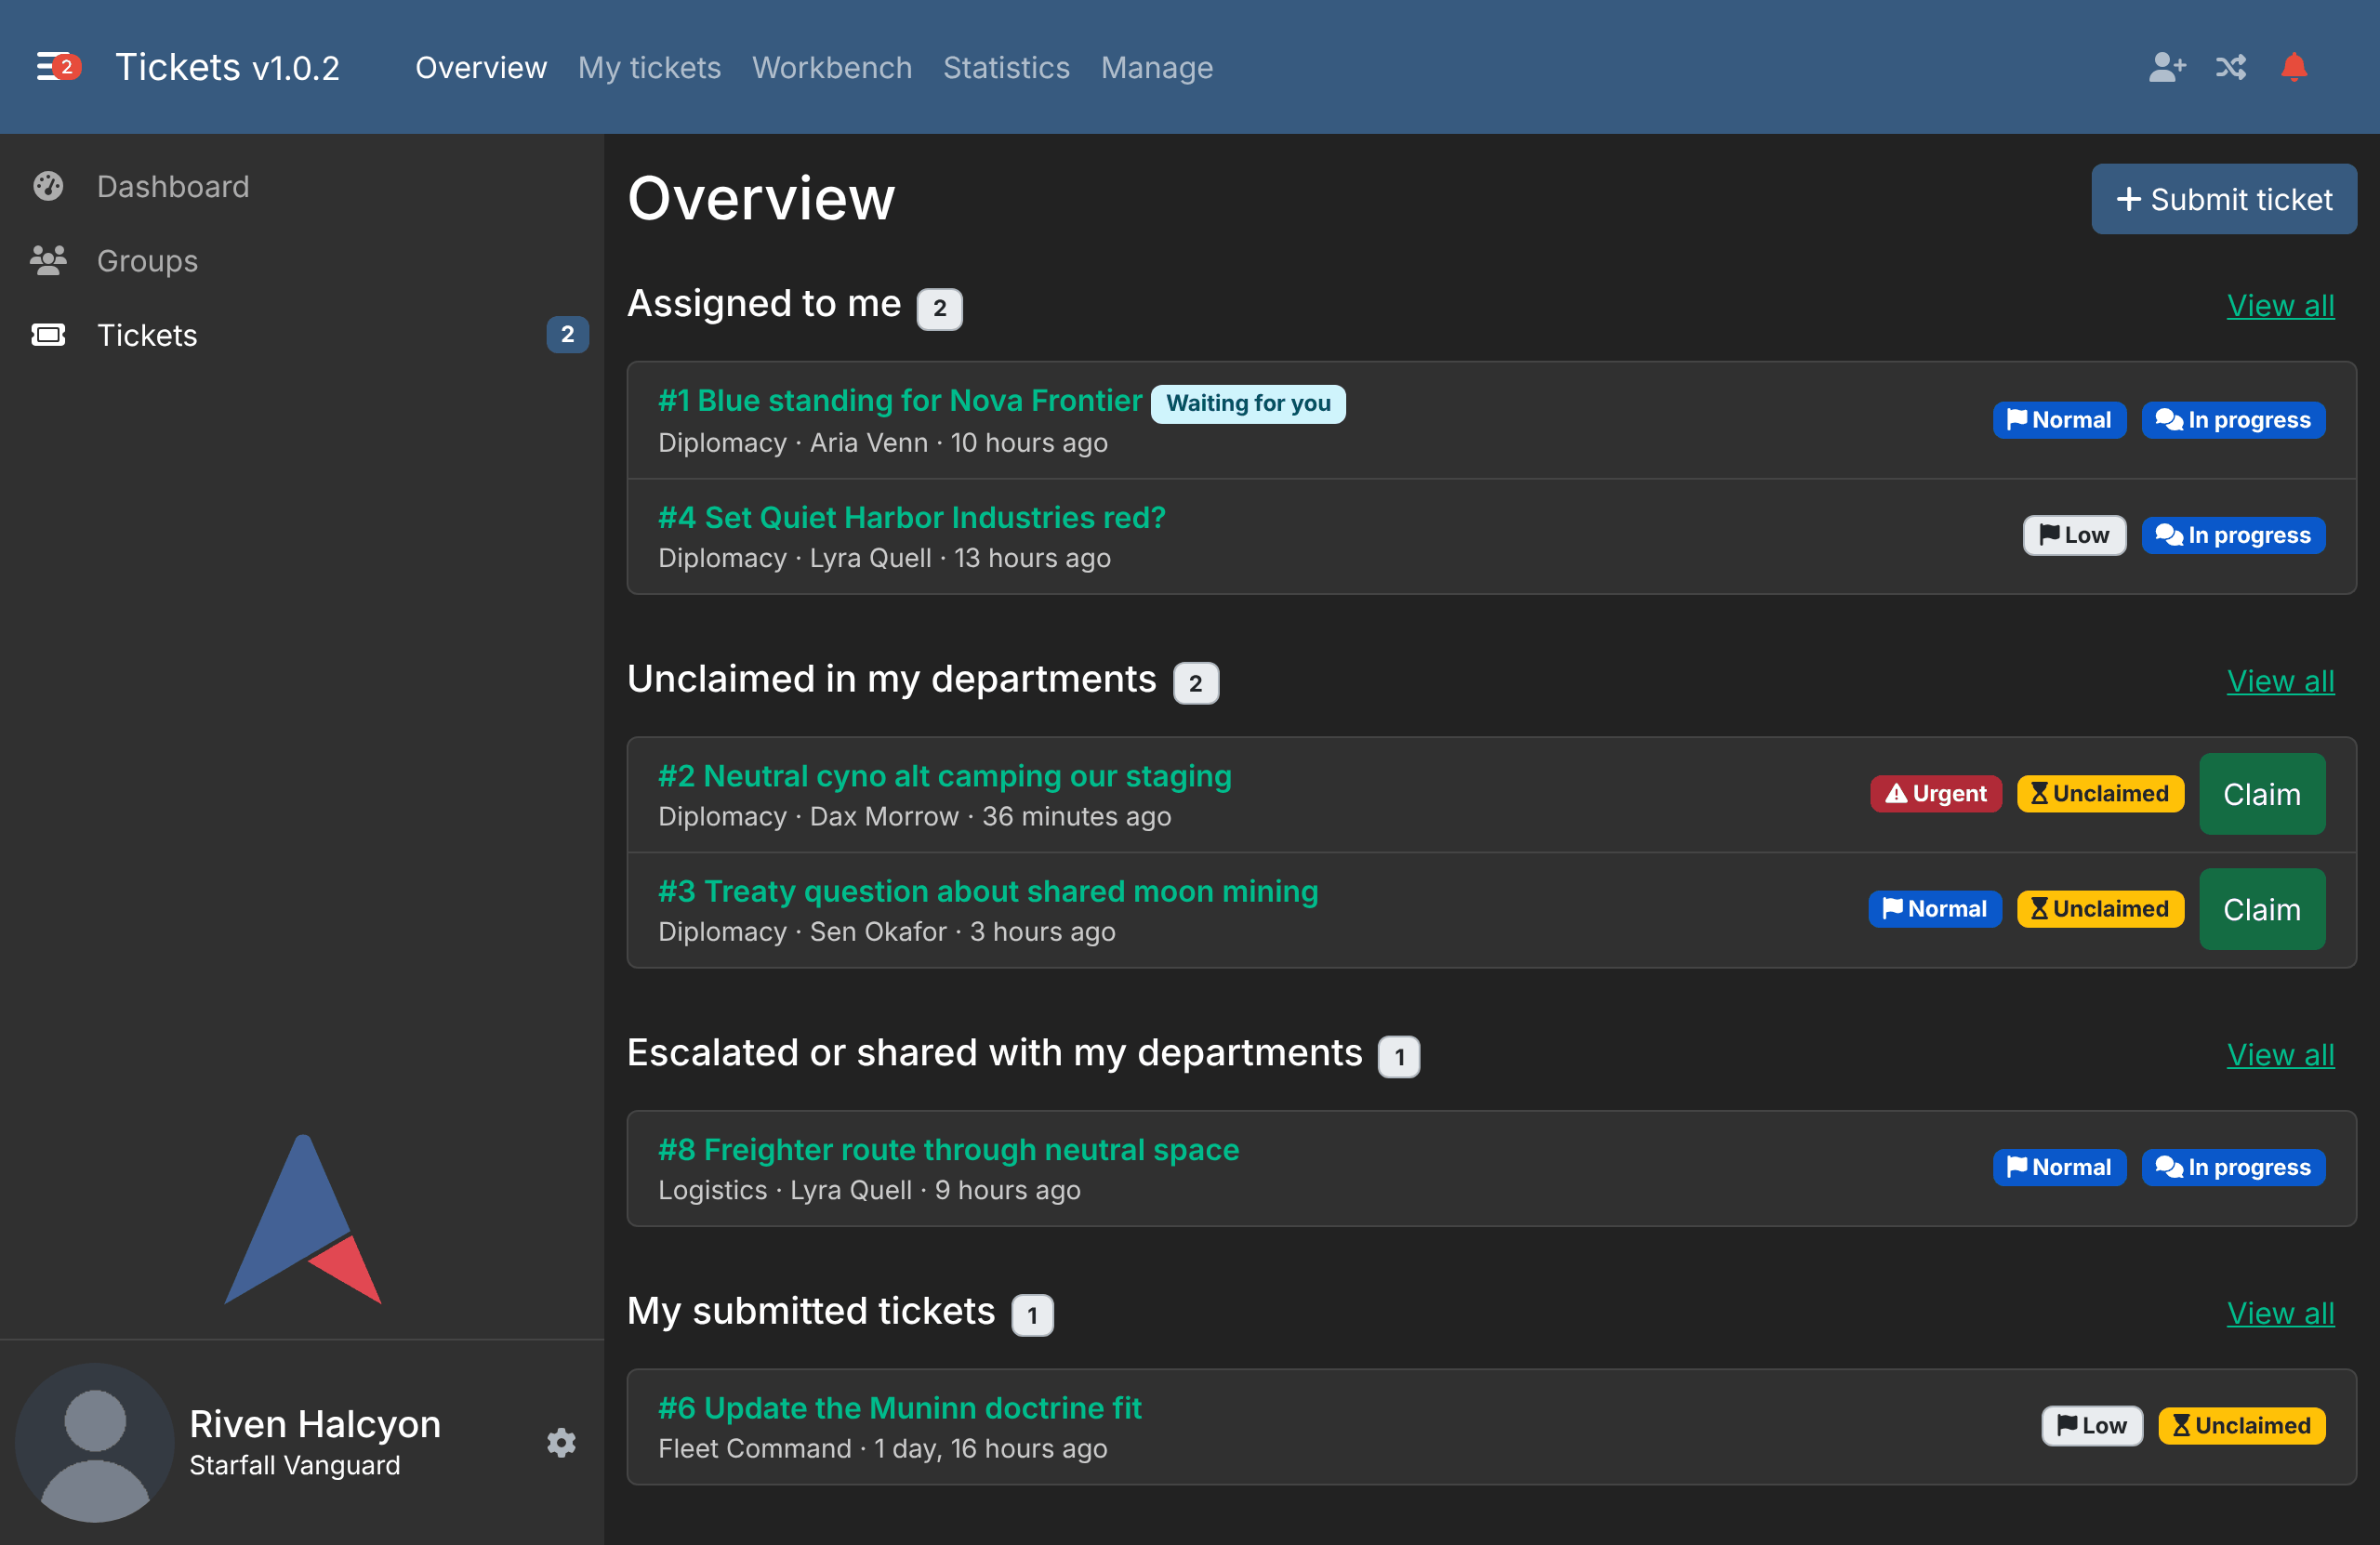 2 Tickets v1.0.2 Overview My tickets Workbench Statistics Manage
Dashboard
Groups
Tickets 2
Riven Halcyon
Starfall Vanguard
Overview + Submit ticket
Assigned to me 2 View all
#1 Blue standing for Nova Frontier Waiting for you
Diplomacy · Aria Venn · 10 hours ago
Normal In progress
#4 Set Quiet Harbor Industries red?
Diplomacy · Lyra Quell · 13 hours ago
Low In progress
Unclaimed in my departments 2 View all
#2 Neutral cyno alt camping our staging
Diplomacy · Dax Morrow · 36 minutes ago
Urgent Unclaimed Claim
#3 Treaty question about shared moon mining
Diplomacy · Sen Okafor · 3 hours ago
Normal Unclaimed Claim
Escalated or shared with my departments 1 View all
#8 Freighter route through neutral space
Logistics · Lyra Quell · 9 hours ago
Normal In progress
My submitted tickets 1 View all
#6 Update the Muninn doctrine fit
Fleet Command · 1 day, 16 hours ago
Low Unclaimed